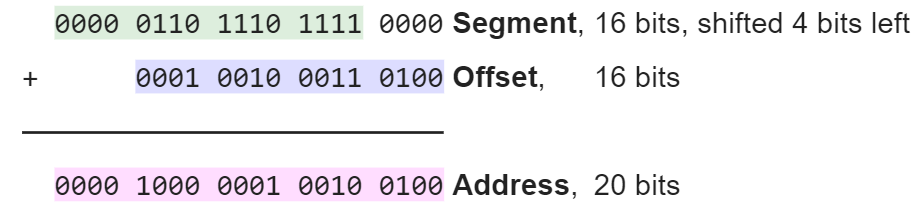 0000 0110 1110 1111 0000 Segment, 16 bits, shifted 4 bits left
+ 0001 0010 0011 0100 Offset, 16 bits
0000 1000 0001 0010 0100 Address, 20 bits